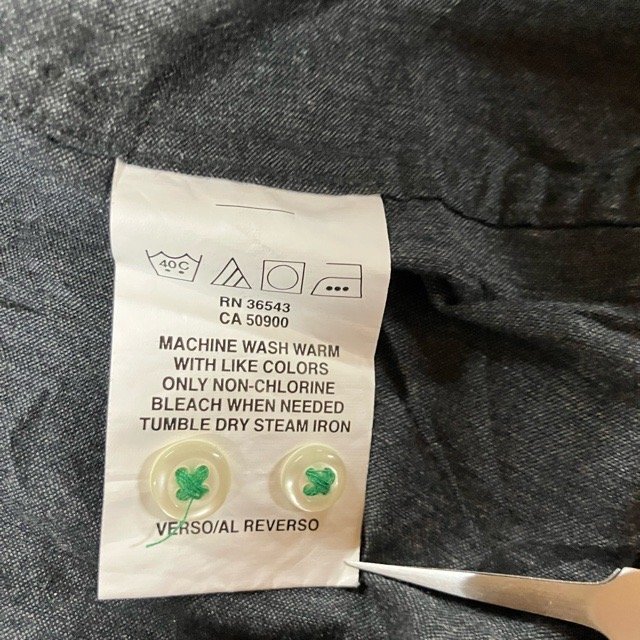 40C
RN 36543
CA 50900
MACHINE WASH WARM
WITH LIKE COLORS
ONLY NON-CHLORINE
BLEACH WHEN NEEDED
TUMBLE DRY STEAM IRON
VERSO/AL REVERSO